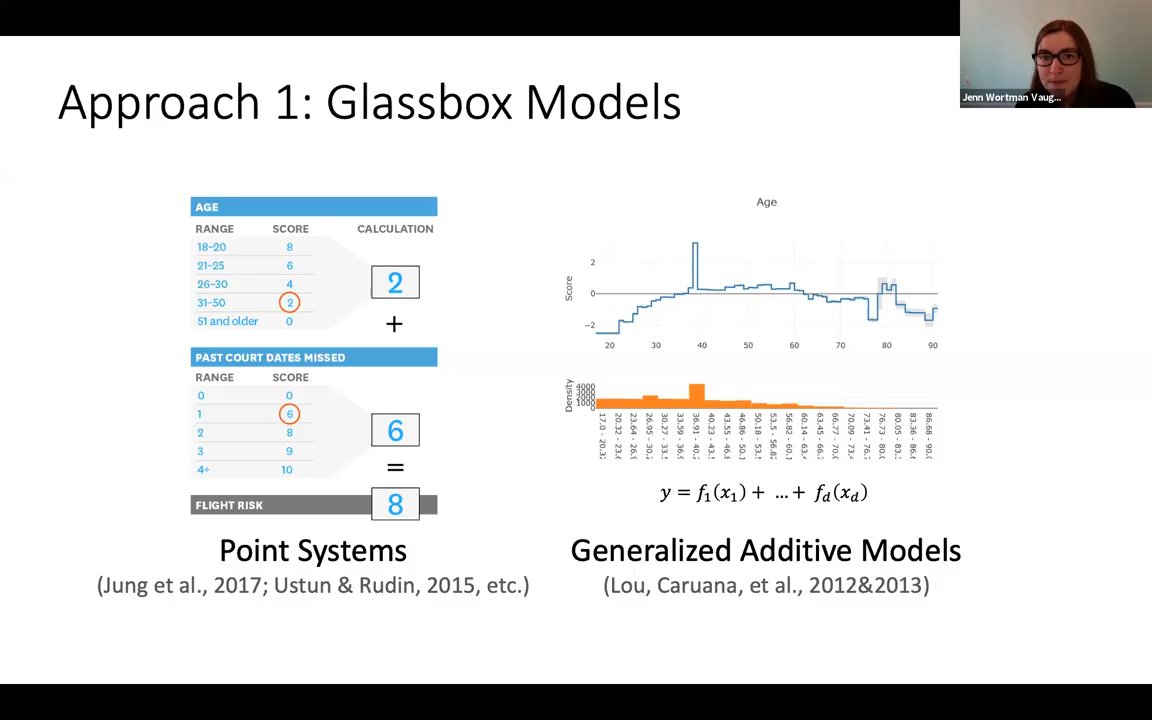 Approach 1: Glassbox Models
Jenn Wortman Vaug...
AGE
RANGE SCORE CALCULATION
18-20 8
21-25 6
26-30 4
31-50 2
51 and older 0
2
+
PAST COURT DATES MISSED
RANGE SCORE
0 0
1 6
2 8
3 9
4+ 10
6
=
FLIGHT RISK 8
Point Systems
(Jung et al., 2017; Ustun & Rudin, 2015, etc.)
Age
Score
2
0
−2
20 30 40 50 60 70 80 90
Density
4000
3000
2000
1000
0
y = f₁(x₁) + … + f_d(x_d)
Generalized Additive Models
(Lou, Caruana, et al., 2012&2013)